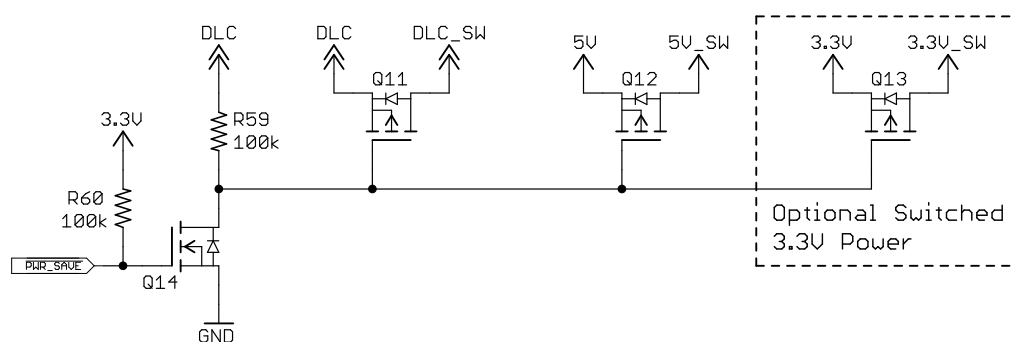 DLC
DLC
DLC_SW
5V
5V_SW
3.3V
3.3V_SW
Q11
Q12
Q13
3.3V
R59
100k
R60
100k
Optional Switched
3.3V Power
PWR_SAVE
Q14
GND